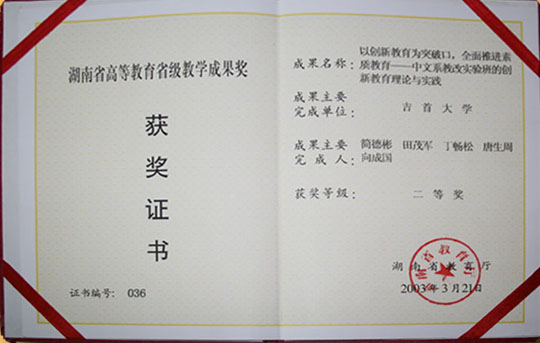 湖南省高等教育省级教学成果奖
获奖证书
证书编号: 036
成果名称: 以创新教育为突破口，全面推进素
质教育——中文系教改实验班的创
新教育理论与实践
成果主要
完成单位: 吉首大学
成果主要 简德彬 田茂军 丁畅松 唐生周
完成人: 向成国
获奖等级: 二等奖
湖南省教育厅
2003年3月21日
湖南省教育厅